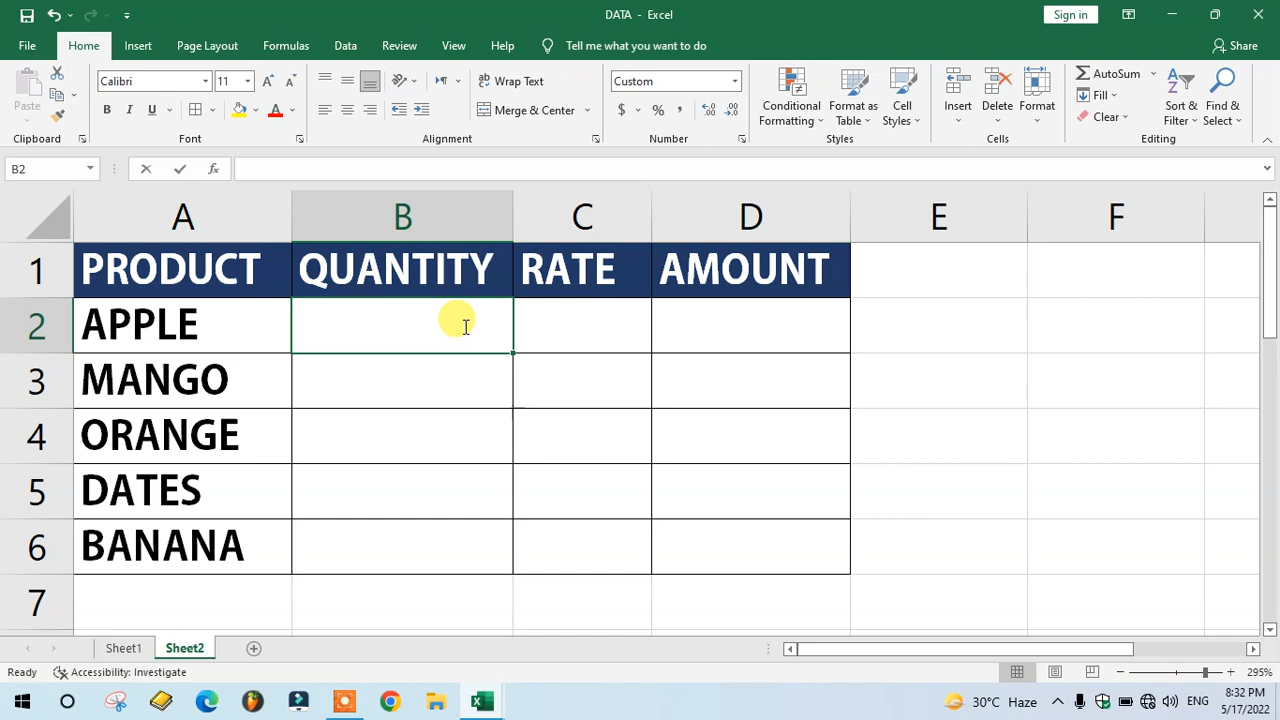 DATA - Excel
Sign in
File Home Insert Page Layout Formulas Data Review View Help Tell me what you want to do Share
Paste
Calibri 11
B I U
Wrap Text
Merge & Center
Custom
$ % ,
Conditional Formatting
Format as Table
Cell Styles
Insert Delete Format
AutoSum
Fill
Clear
Sort & Filter
Find & Select
Clipboard Font Alignment Number Styles Cells Editing
B2 fx
A B C D E F
1 PRODUCT QUANTITY RATE AMOUNT
2 APPLE
3 MANGO
4 ORANGE
5 DATES
6 BANANA
7
Sheet1 Sheet2
Ready Accessibility: Investigate 295%
30°C Haze ENG 8:32 PM
5/17/2022